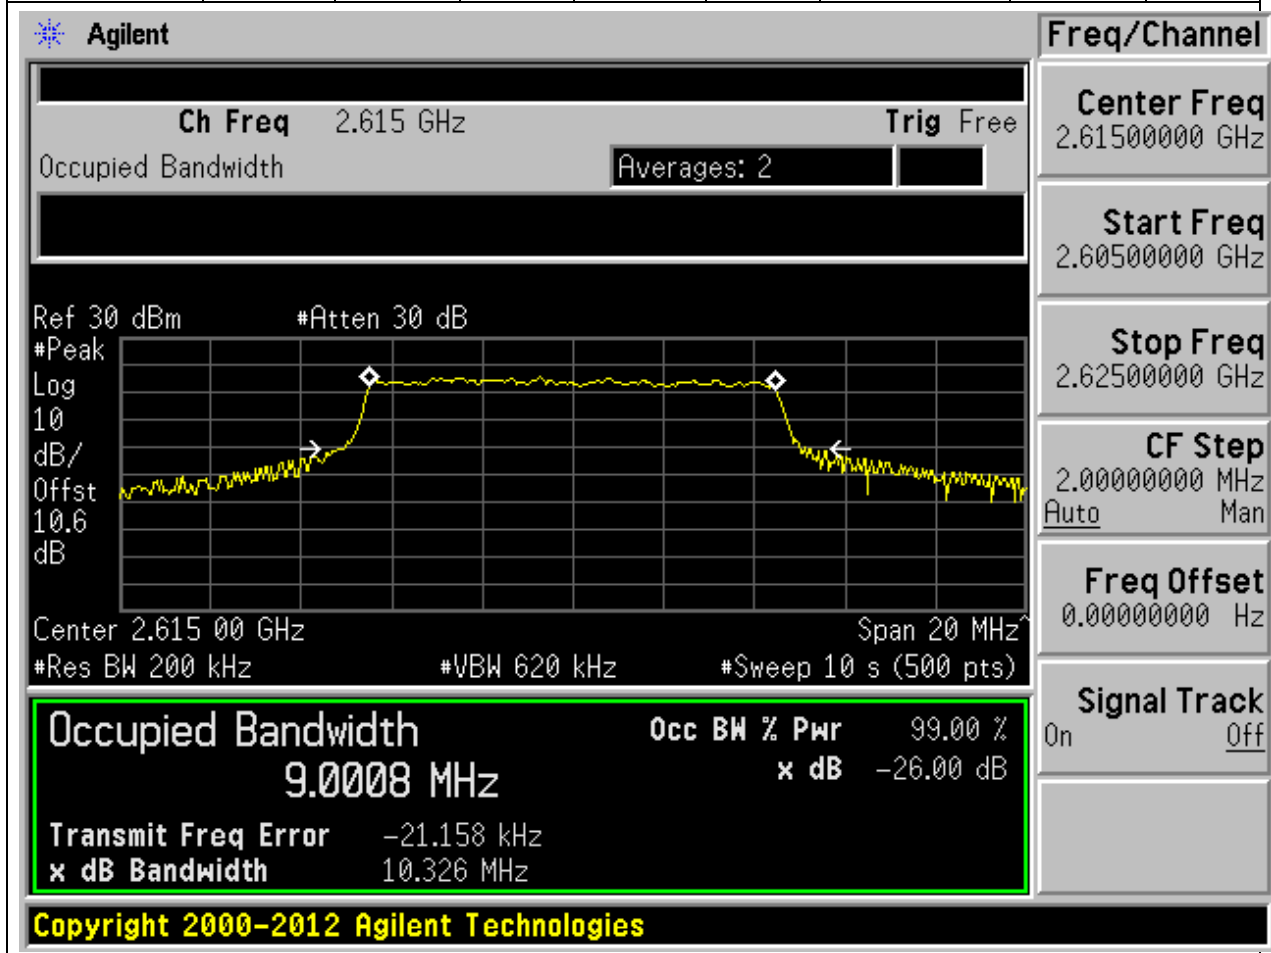 Agilent
Freq/Channel
Ch Freq 2.615 GHz Trig Free
Occupied Bandwidth Averages: 2
Center Freq
2.61500000 GHz
Start Freq
2.60500000 GHz
Stop Freq
2.62500000 GHz
CF Step
2.00000000 MHz
Auto Man
Freq Offset
0.00000000 Hz
Signal Track
On Off
Ref 30 dBm #Atten 30 dB
#Peak
Log
10
dB/
Offst
10.6
dB
Center 2.615 00 GHz Span 20 MHz^
#Res BW 200 kHz #VBW 620 kHz #Sweep 10 s (500 pts)
Occupied Bandwidth
9.0008 MHz
Occ BW % Pwr 99.00 %
x dB -26.00 dB
Transmit Freq Error -21.158 kHz
x dB Bandwidth 10.326 MHz
Copyright 2000-2012 Agilent Technologies